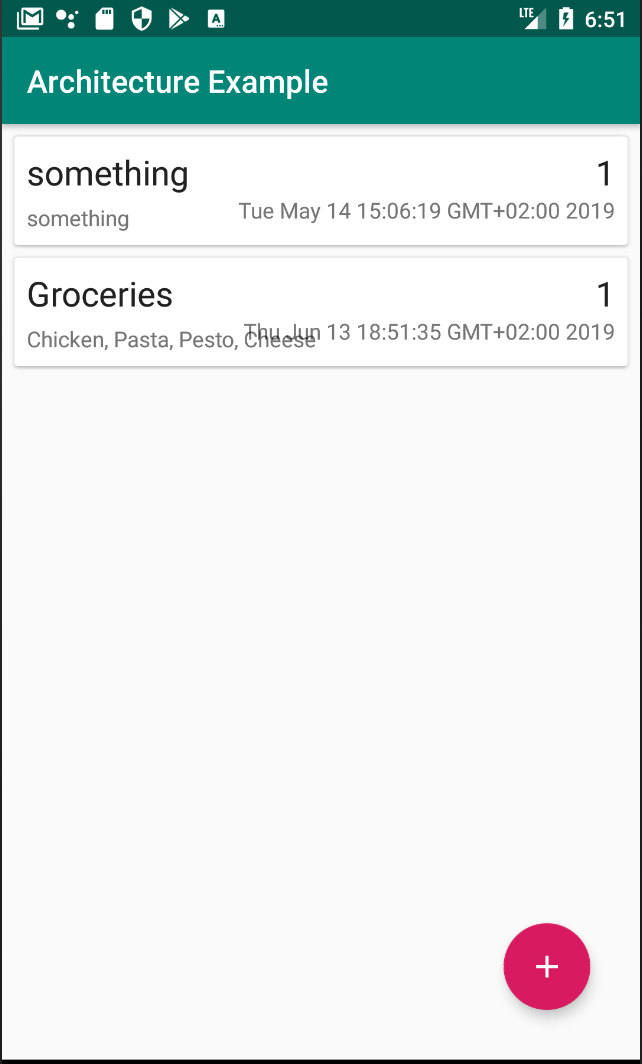 LTE 6:51
Architecture Example
something 1
something Tue May 14 15:06:19 GMT+02:00 2019
Groceries 1
Chicken, Pasta, Pesto, Cheese Thu Jun 13 18:51:35 GMT+02:00 2019
+